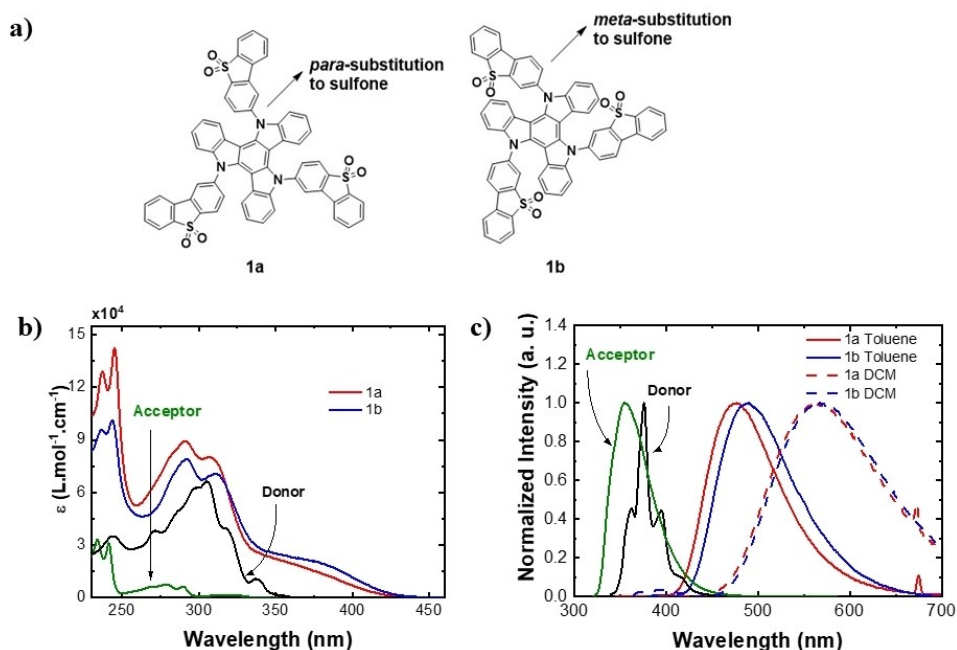 a)
para-substitution
to sulfone
meta-substitution
to sulfone
O
O
S
N
N
N
S
O
O
S
O
O
1a
O
S
O
N
O
S
O
N
N
S
O
O
1b
b)
x10⁴
15
12
9
6
3
0
ε (L.mol⁻¹.cm⁻¹)
Acceptor
Donor
1a
1b
250
300
350
400
450
Wavelength (nm)
c)
1.4
1.2
1.0
0.8
0.6
0.4
0.2
0.0
Normalized Intensity (a. u.)
Acceptor
Donor
1a Toluene
1b Toluene
1a DCM
1b DCM
300
400
500
600
700
Wavelength (nm)